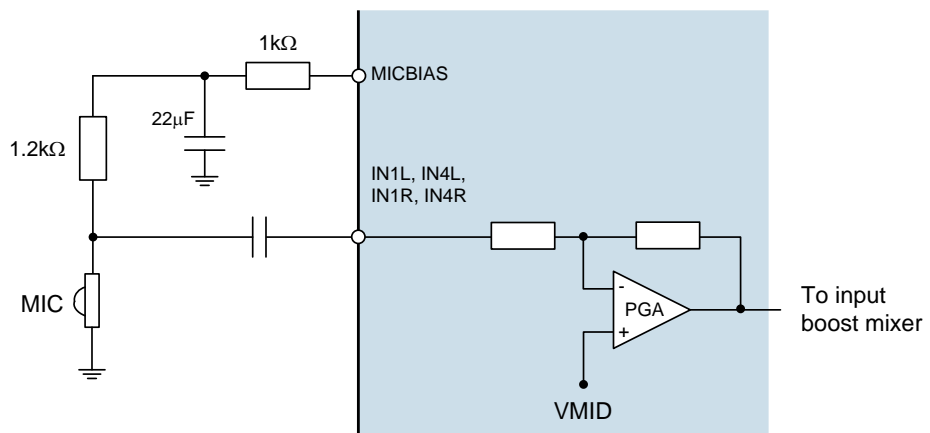 1kΩ
MICBIAS
22μF
1.2kΩ
IN1L, IN4L,
IN1R, IN4R
MIC
-
PGA
+
To input
boost mixer
VMID